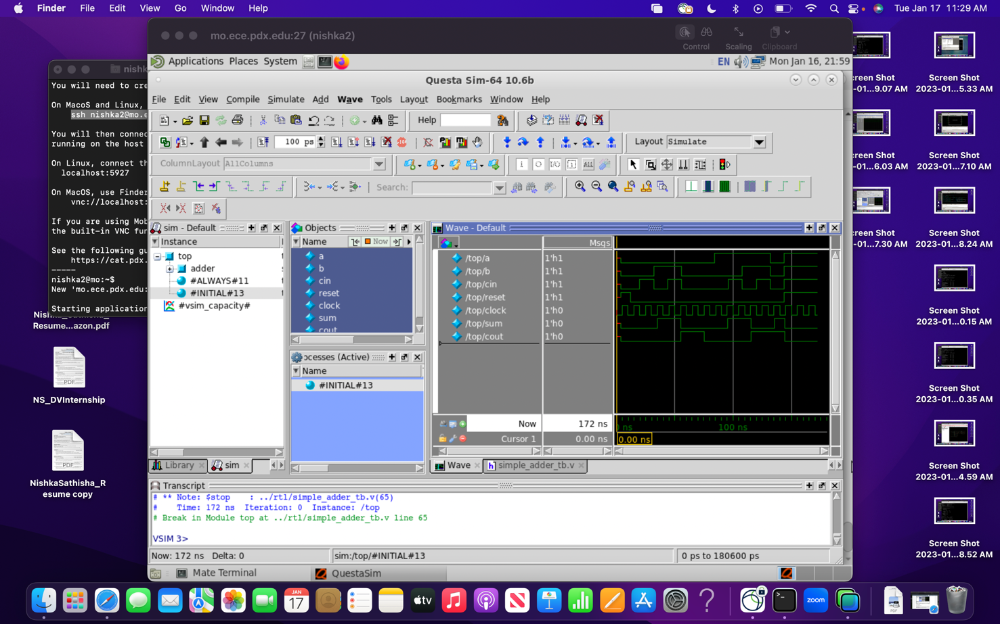 Finder File Edit View Go Window Help
Tue Jan 17 11:29 AM
mo.ece.pdx.edu:27 (nishka2)
Control Scaling Clipboard
Applications Places System
EN Mon Jan 16, 21:59
Questa Sim-64 10.6b
File Edit View Compile Simulate Add Wave Tools Layout Bookmarks Window Help
Help
100 ps
Layout Simulate
ColumnLayout AllColumns
Search:
nishk
You will need to cre
On MacOS and Linux,
ssh nishka2@mo.e
You will then connec
running on the host
On Linux, connect th
localhost:5927
On MacOS, use Finder
vnc://localhost:
If you are using Mob
the built-in VNC fun
See the following gu
https://cat.pdx.
-----
nishka2@mo:~$
New 'mo.ece.pdx.edu:
Starting application
sim - Default
Instance
top
adder
#ALWAYS#11
#INITIAL#13
#vsim_capacity#
Library sim
Objects
Name Now
a
b
cin
reset
clock
sum
cout
ocesses (Active)
Name
#INITIAL#13
Wave - Default
Msgs
/top/a 1'h1
/top/b 1'h1
/top/cin 1'h1
/top/reset 1'h1
/top/clock 1'h0
/top/sum 1'h0
/top/cout 1'h0
Now 172 ns ns 100 ns
Cursor 1 0.00 ns 0.00 ns
Wave simple_adder_tb.v
Transcript
# ** Note: $stop : ../rtl/simple_adder_tb.v(65)
# Time: 172 ns Iteration: 0 Instance: /top
# Break in Module top at ../rtl/simple_adder_tb.v line 65
VSIM 3>
Now: 172 ns Delta: 0
sim:/top/#INITIAL#13
0 ps to 180600 ps
Mate Terminal
QuestaSim
Resume...azon.pdf
PDF
NS_DVInternship
PDF
NishkaSathisha_R
esume copy
reen Shot
-01...9.07 AM
reen Shot
-01...6.03 AM
reen Shot
-01...7.30 AM
Screen Shot
2023-01...5.33 AM
Screen Shot
2023-01...7.10 AM
Screen Shot
2023-01...8.24 AM
Screen Shot
2023-01...0.15 AM
Screen Shot
2023-01...0.35 AM
Screen Shot
2023-01...4.59 AM
Screen Shot
2023-01...8.52 AM
JAN
17
tv
zoom
PDF